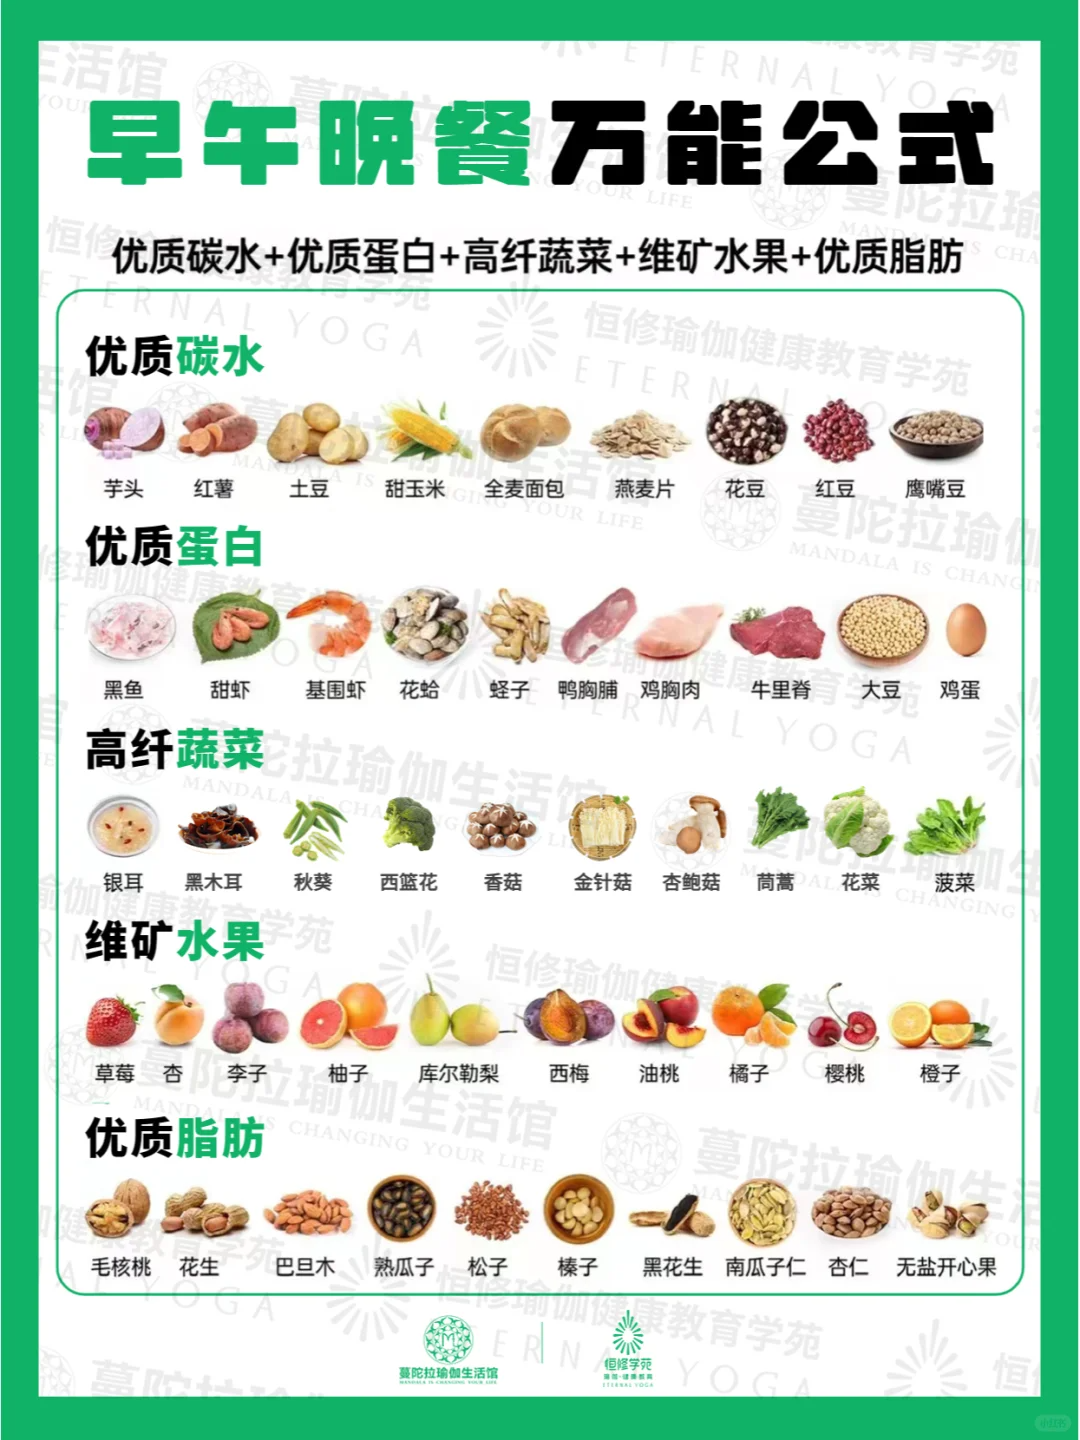 早午晚餐万能公式
优质碳水+优质蛋白+高纤蔬菜+维矿水果+优质脂肪
优质碳水
芋头 红薯 土豆 甜玉米 全麦面包 燕麦片 花豆 红豆 鹰嘴豆
优质蛋白
黑鱼 甜虾 基围虾 花蛤 蛏子 鸭胸脯 鸡胸肉 牛里脊 大豆 鸡蛋
高纤蔬菜
银耳 黑木耳 秋葵 西篮花 香菇 金针菇 杏鲍菇 茼蒿 花菜 菠菜
维矿水果
草莓 杏 李子 柚子 库尔勒梨 西梅 油桃 橘子 樱桃 橙子
优质脂肪
毛核桃 花生 巴旦木 熟瓜子 松子 榛子 黑花生 南瓜子仁 杏仁 无盐开心果
蔓陀拉瑜伽生活馆 恒修学苑
MANDALA IS CHANGING YOUR LIFE
ETERNAL YOGA
恒修瑜伽健康教育学苑
ETERNAL YOGA
蔓陀拉瑜伽生活馆
MANDALA IS CHANGING YOUR LIFE
小红书